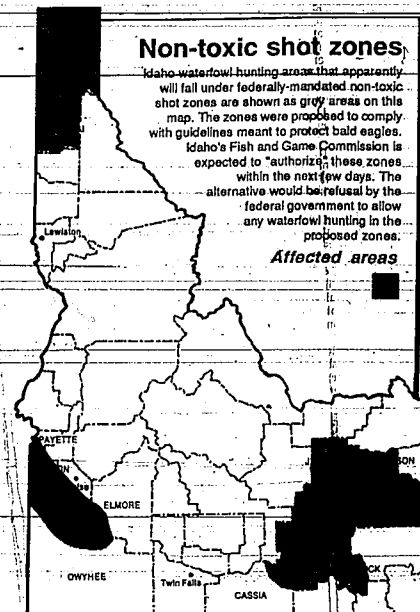 Non-toxic shot zones
Idaho waterfowl hunting areas that apparently
will fall under federally-mandated non-toxic
shot zones are shown as grey areas on this
map. The zones were proposed to comply
with guidelines meant to protect bald eagles.
Idaho's Fish and Game Commission is
expected to "authorize" these zones
within the next few days. The
alternative would be refusal by the
federal government to allow
any waterfowl hunting in the
proposed zones.
Affected areas
Lewiston
PAYETTE
ELMORE
OWYHEE
Twin Falls
CASSIA